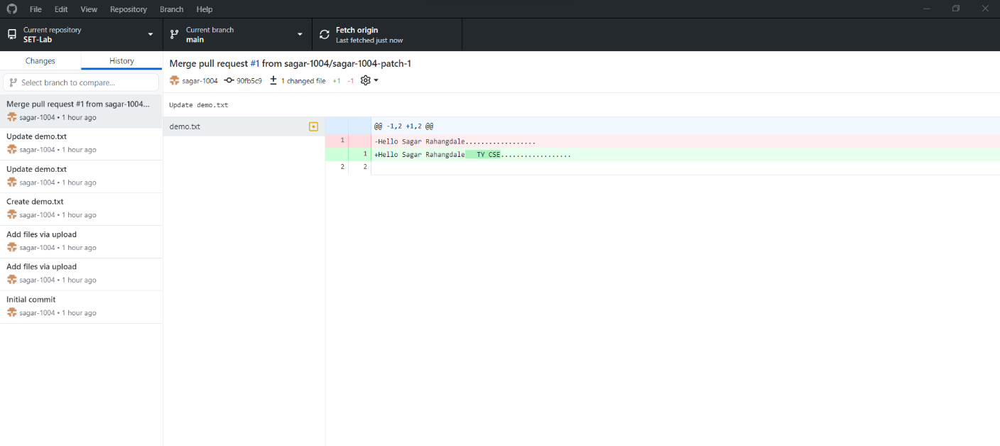 File Edit View Repository Branch Help
Current repository
SET-Lab
Current branch
main
Fetch origin
Last fetched just now
Changes History
Select branch to compare...
Merge pull request #1 from sagar-1004...
sagar-1004 • 1 hour ago
Update demo.txt
sagar-1004 • 1 hour ago
Update demo.txt
sagar-1004 • 1 hour ago
Create demo.txt
sagar-1004 • 1 hour ago
Add files via upload
sagar-1004 • 1 hour ago
Add files via upload
sagar-1004 • 1 hour ago
Initial commit
sagar-1004 • 1 hour ago
Merge pull request #1 from sagar-1004/sagar-1004-patch-1
sagar-1004 90fb5c9 1 changed file +1 -1
Update demo.txt
demo.txt
@@ -1,2 +1,2 @@
1 -Hello Sagar Rahangdale..................
1 +Hello Sagar Rahangdale   TY CSE..................
2 2